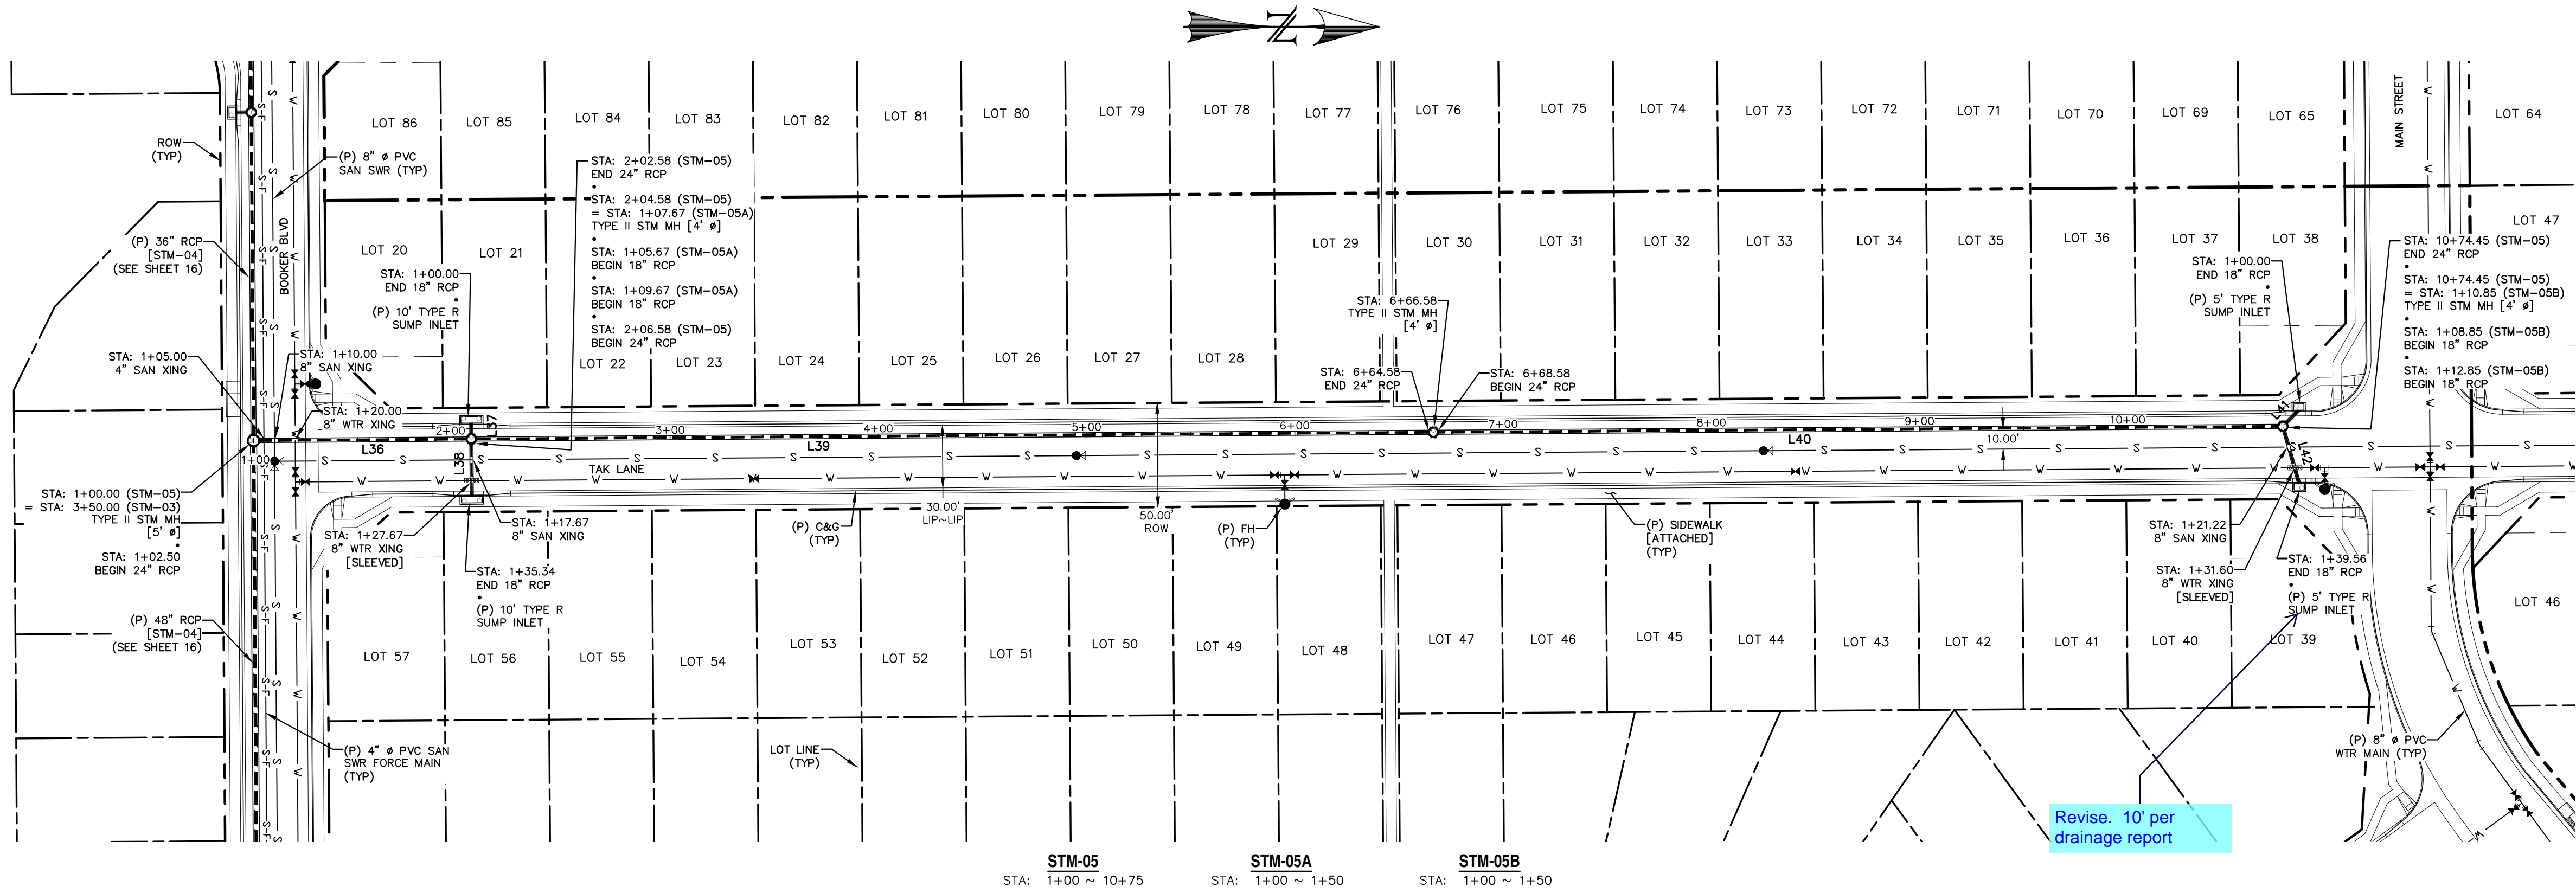 N
LOT 86
LOT 85
LOT 84
LOT 83
LOT 82
LOT 81
LOT 80
LOT 79
LOT 78
LOT 77
LOT 76
LOT 75
LOT 74
LOT 73
LOT 72
LOT 71
LOT 70
LOT 69
LOT 65
MAIN STREET
LOT 64
ROW
(TYP)
(P) 8" ø PVC
SAN SWR (TYP)
BOOKER BLVD
(P) 36" RCP
[STM-04]
(SEE SHEET 16)
STA: 2+02.58 (STM-05)
END 24" RCP
•
STA: 2+04.58 (STM-05)
= STA: 1+07.67 (STM-05A)
TYPE II STM MH [4' ø]
•
STA: 1+05.67 (STM-05A)
BEGIN 18" RCP
•
STA: 1+09.67 (STM-05A)
BEGIN 18" RCP
•
STA: 2+06.58 (STM-05)
BEGIN 24" RCP
LOT 20
LOT 21
LOT 22
LOT 23
LOT 24
LOT 25
LOT 26
LOT 27
LOT 28
LOT 29
LOT 30
LOT 31
LOT 32
LOT 33
LOT 34
LOT 35
LOT 36
LOT 37
LOT 38
LOT 47
STA: 1+00.00
END 18" RCP
•
(P) 10' TYPE R
SUMP INLET
STA: 6+66.58
TYPE II STM MH
[4' ø]
STA: 6+64.58
END 24" RCP
STA: 6+68.58
BEGIN 24" RCP
STA: 1+00.00
END 18" RCP
•
(P) 5' TYPE R
SUMP INLET
STA: 10+74.45 (STM-05)
END 24" RCP
•
STA: 10+74.45 (STM-05)
= STA: 1+10.85 (STM-05B)
TYPE II STM MH [4' ø]
•
STA: 1+08.85 (STM-05B)
BEGIN 18" RCP
•
STA: 1+12.85 (STM-05B)
BEGIN 18" RCP
STA: 1+05.00
4" SAN XING
STA: 1+10.00
8" SAN XING
STA: 1+20.00
8" WTR XING
1+00
2+00
3+00
4+00
5+00
6+00
7+00
8+00
9+00
10+00
L36
L37
L38
L39
L40
L42
10.00'
TAK LANE
STA: 1+00.00 (STM-05)
= STA: 3+50.00 (STM-03)
TYPE II STM MH
[5' ø]
•
STA: 1+02.50
BEGIN 24" RCP
STA: 1+27.67
8" WTR XING
[SLEEVED]
STA: 1+17.67
8" SAN XING
STA: 1+35.34
END 18" RCP
•
(P) 10' TYPE R
SUMP INLET
(P) C&G
(TYP)
30.00'
LIP~LIP
50.00'
ROW
(P) FH
(TYP)
(P) SIDEWALK
[ATTACHED]
(TYP)
STA: 1+21.22
8" SAN XING
STA: 1+31.60
8" WTR XING
[SLEEVED]
STA: 1+39.56
END 18" RCP
•
(P) 5' TYPE R
SUMP INLET
(P) 48" RCP
[STM-04]
(SEE SHEET 16)
LOT 57
LOT 56
LOT 55
LOT 54
LOT 53
LOT 52
LOT 51
LOT 50
LOT 49
LOT 48
LOT 47
LOT 46
LOT 45
LOT 44
LOT 43
LOT 42
LOT 41
LOT 40
LOT 39
LOT 46
(P) 4" ø PVC SAN
SWR FORCE MAIN
(TYP)
LOT LINE
(TYP)
(P) 8" ø PVC
WTR MAIN (TYP)
Revise. 10' per
drainage report
STM-05
STA: 1+00 ~ 10+75
STM-05A
STA: 1+00 ~ 1+50
STM-05B
STA: 1+00 ~ 1+50